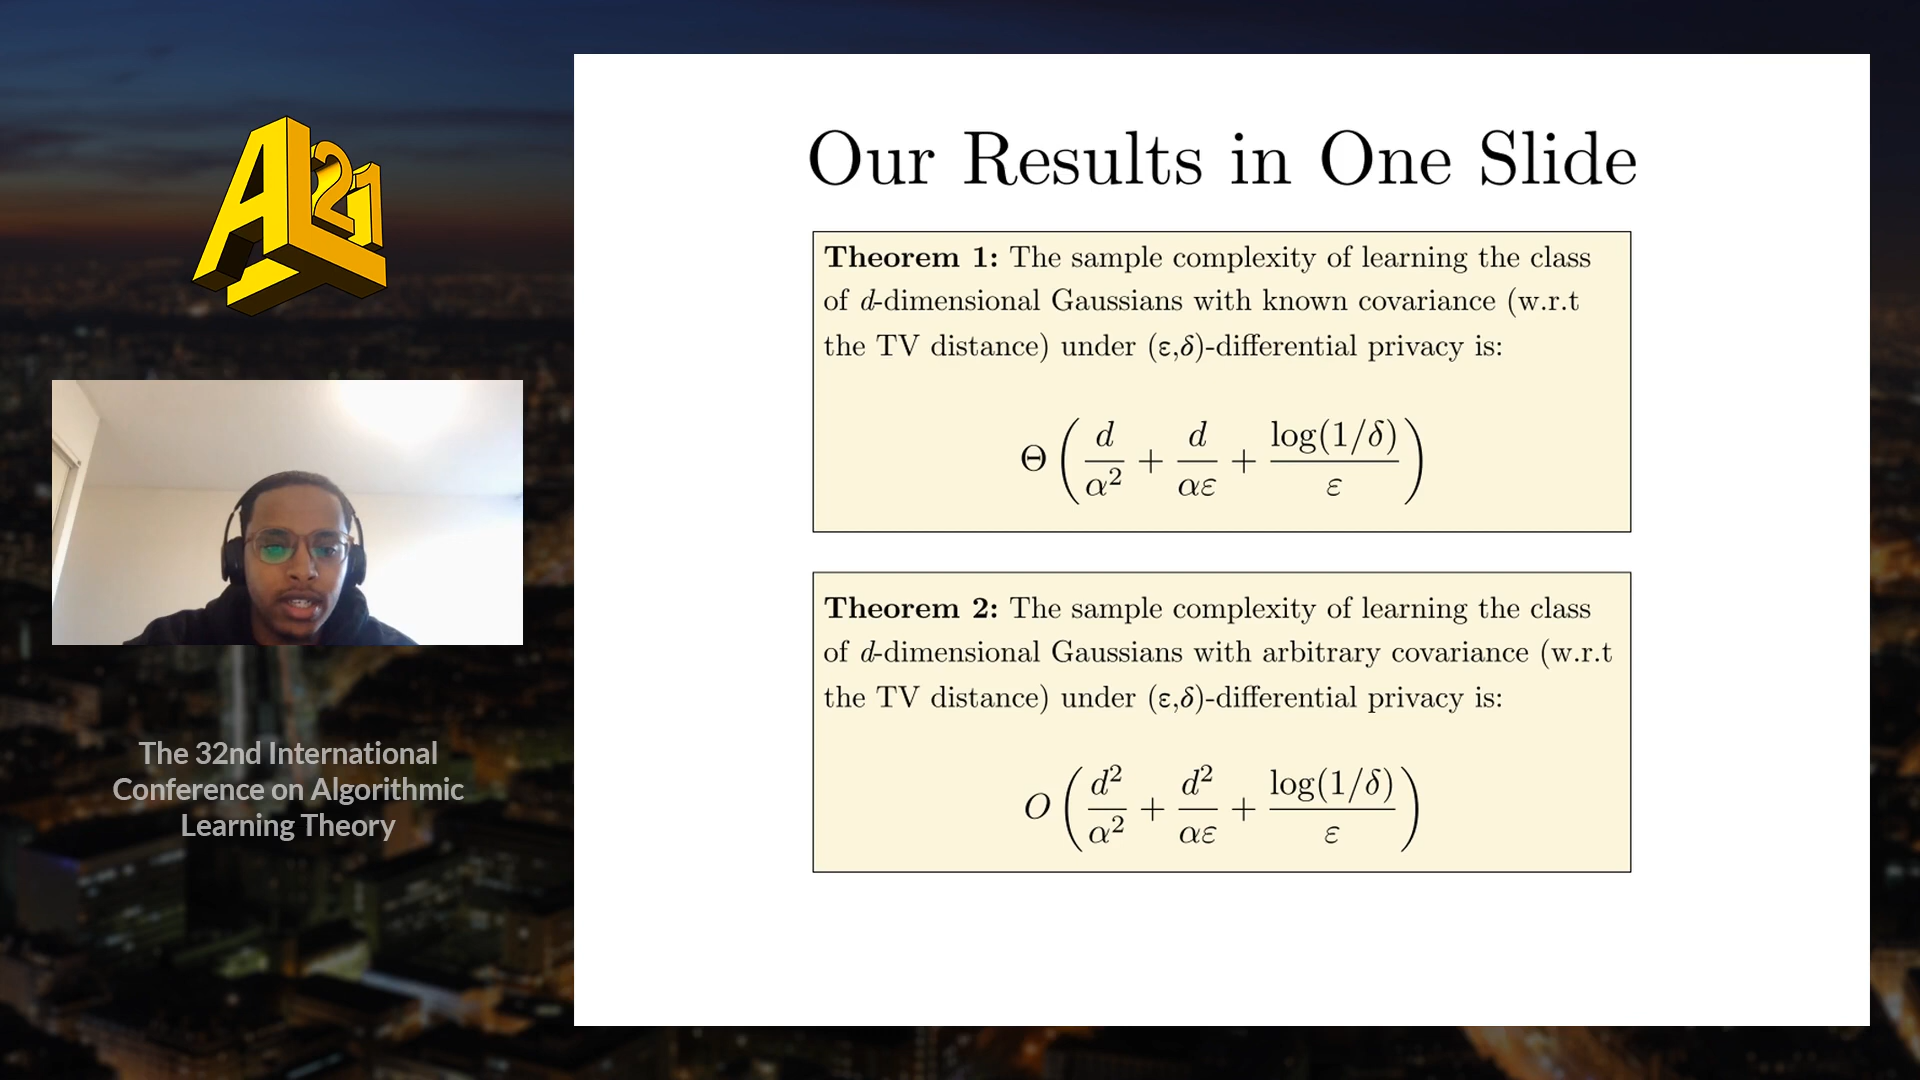 AL21
The 32nd International
Conference on Algorithmic
Learning Theory
Our Results in One Slide
Theorem 1: The sample complexity of learning the class
of d-dimensional Gaussians with known covariance (w.r.t
the TV distance) under (ε,δ)-differential privacy is:
Θ ( d/α² + d/αε + log(1/δ)/ε )
Theorem 2: The sample complexity of learning the class
of d-dimensional Gaussians with arbitrary covariance (w.r.t
the TV distance) under (ε,δ)-differential privacy is:
O ( d²/α² + d²/αε + log(1/δ)/ε )